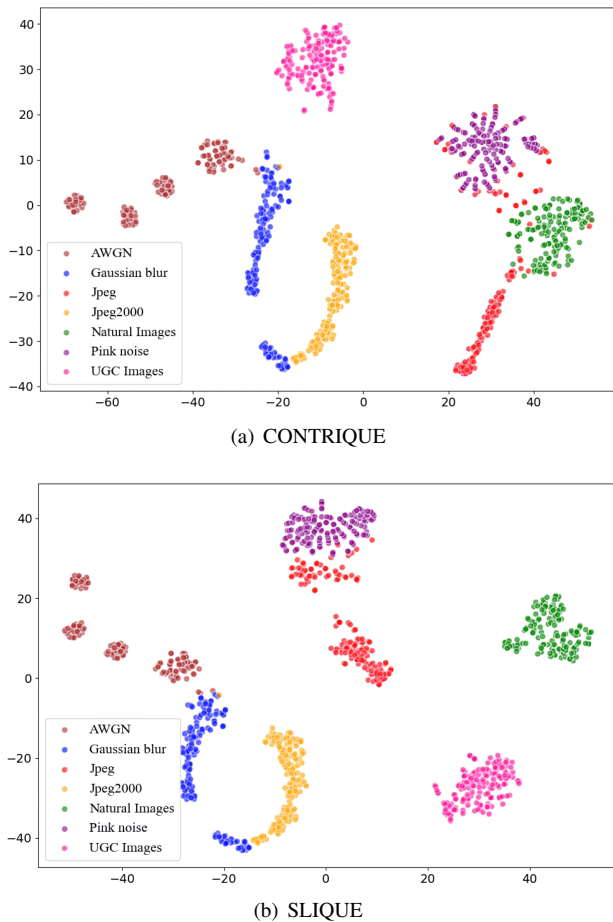 40
30
20
10
0
−10
−20
−30
−40
AWGN
Gaussian blur
Jpeg
Jpeg2000
Natural Images
Pink noise
UGC Images
−60 −40 −20 0 20 40
(a) CONTRIQUE
40
20
0
−20
−40
AWGN
Gaussian blur
Jpeg
Jpeg2000
Natural Images
Pink noise
UGC Images
−40 −20 0 20 40
(b) SLIQUE